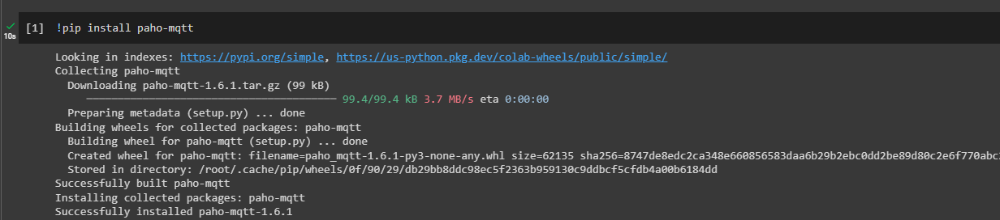 [1] !pip install paho-mqtt
10s
Looking in indexes: https://pypi.org/simple, https://us-python.pkg.dev/colab-wheels/public/simple/
Collecting paho-mqtt
Downloading paho-mqtt-1.6.1.tar.gz (99 kB)
99.4/99.4 kB 3.7 MB/s eta 0:00:00
Preparing metadata (setup.py) ... done
Building wheels for collected packages: paho-mqtt
Building wheel for paho-mqtt (setup.py) ... done
Created wheel for paho-mqtt: filename=paho_mqtt-1.6.1-py3-none-any.whl size=62135 sha256=8747de8edc2ca348e660856583daa6b29b2ebc0dd2be89d80c2e6f770abc
Stored in directory: /root/.cache/pip/wheels/0f/90/29/db29bb8ddc98ec5f2363b959130c9ddbcf5cfdb4a00b6184dd
Successfully built paho-mqtt
Installing collected packages: paho-mqtt
Successfully installed paho-mqtt-1.6.1